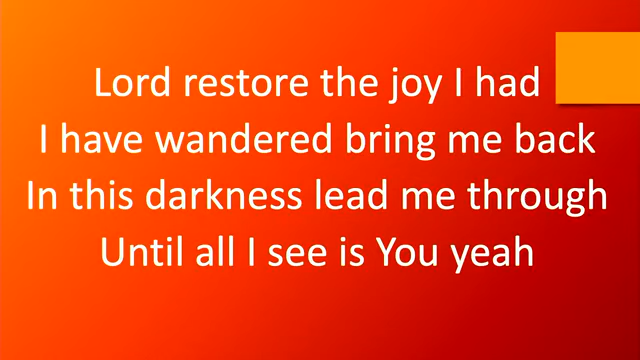 Lord restore the joy I had
I have wandered bring me back
In this darkness lead me through
Until all I see is You yeah